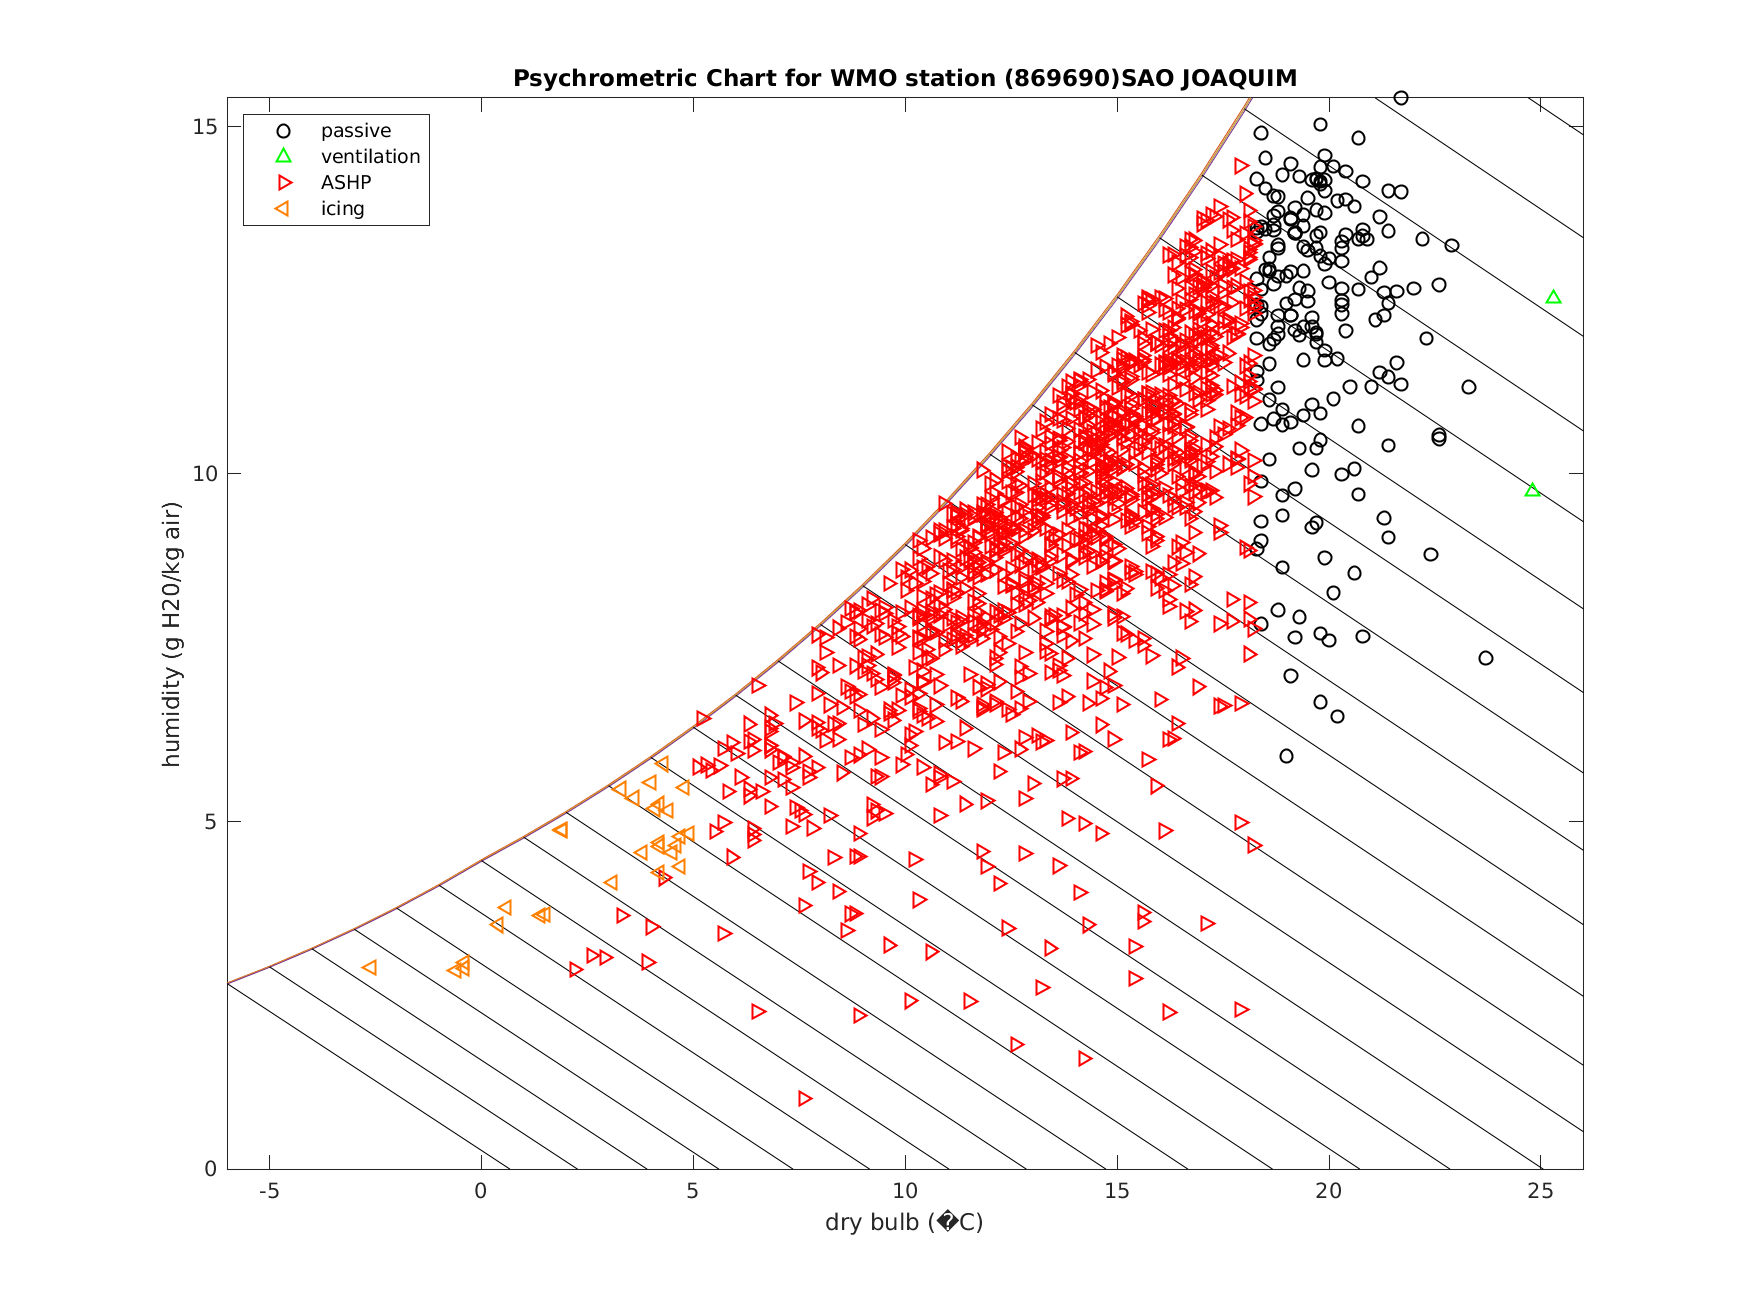 Psychrometric Chart for WMO station (869690)SAO JOAQUIM
passive
ventilation
ASHP
icing
15
10
5
0
humidity (g H20/kg air)
-5 0 5 10 15 20 25
dry bulb (�C)